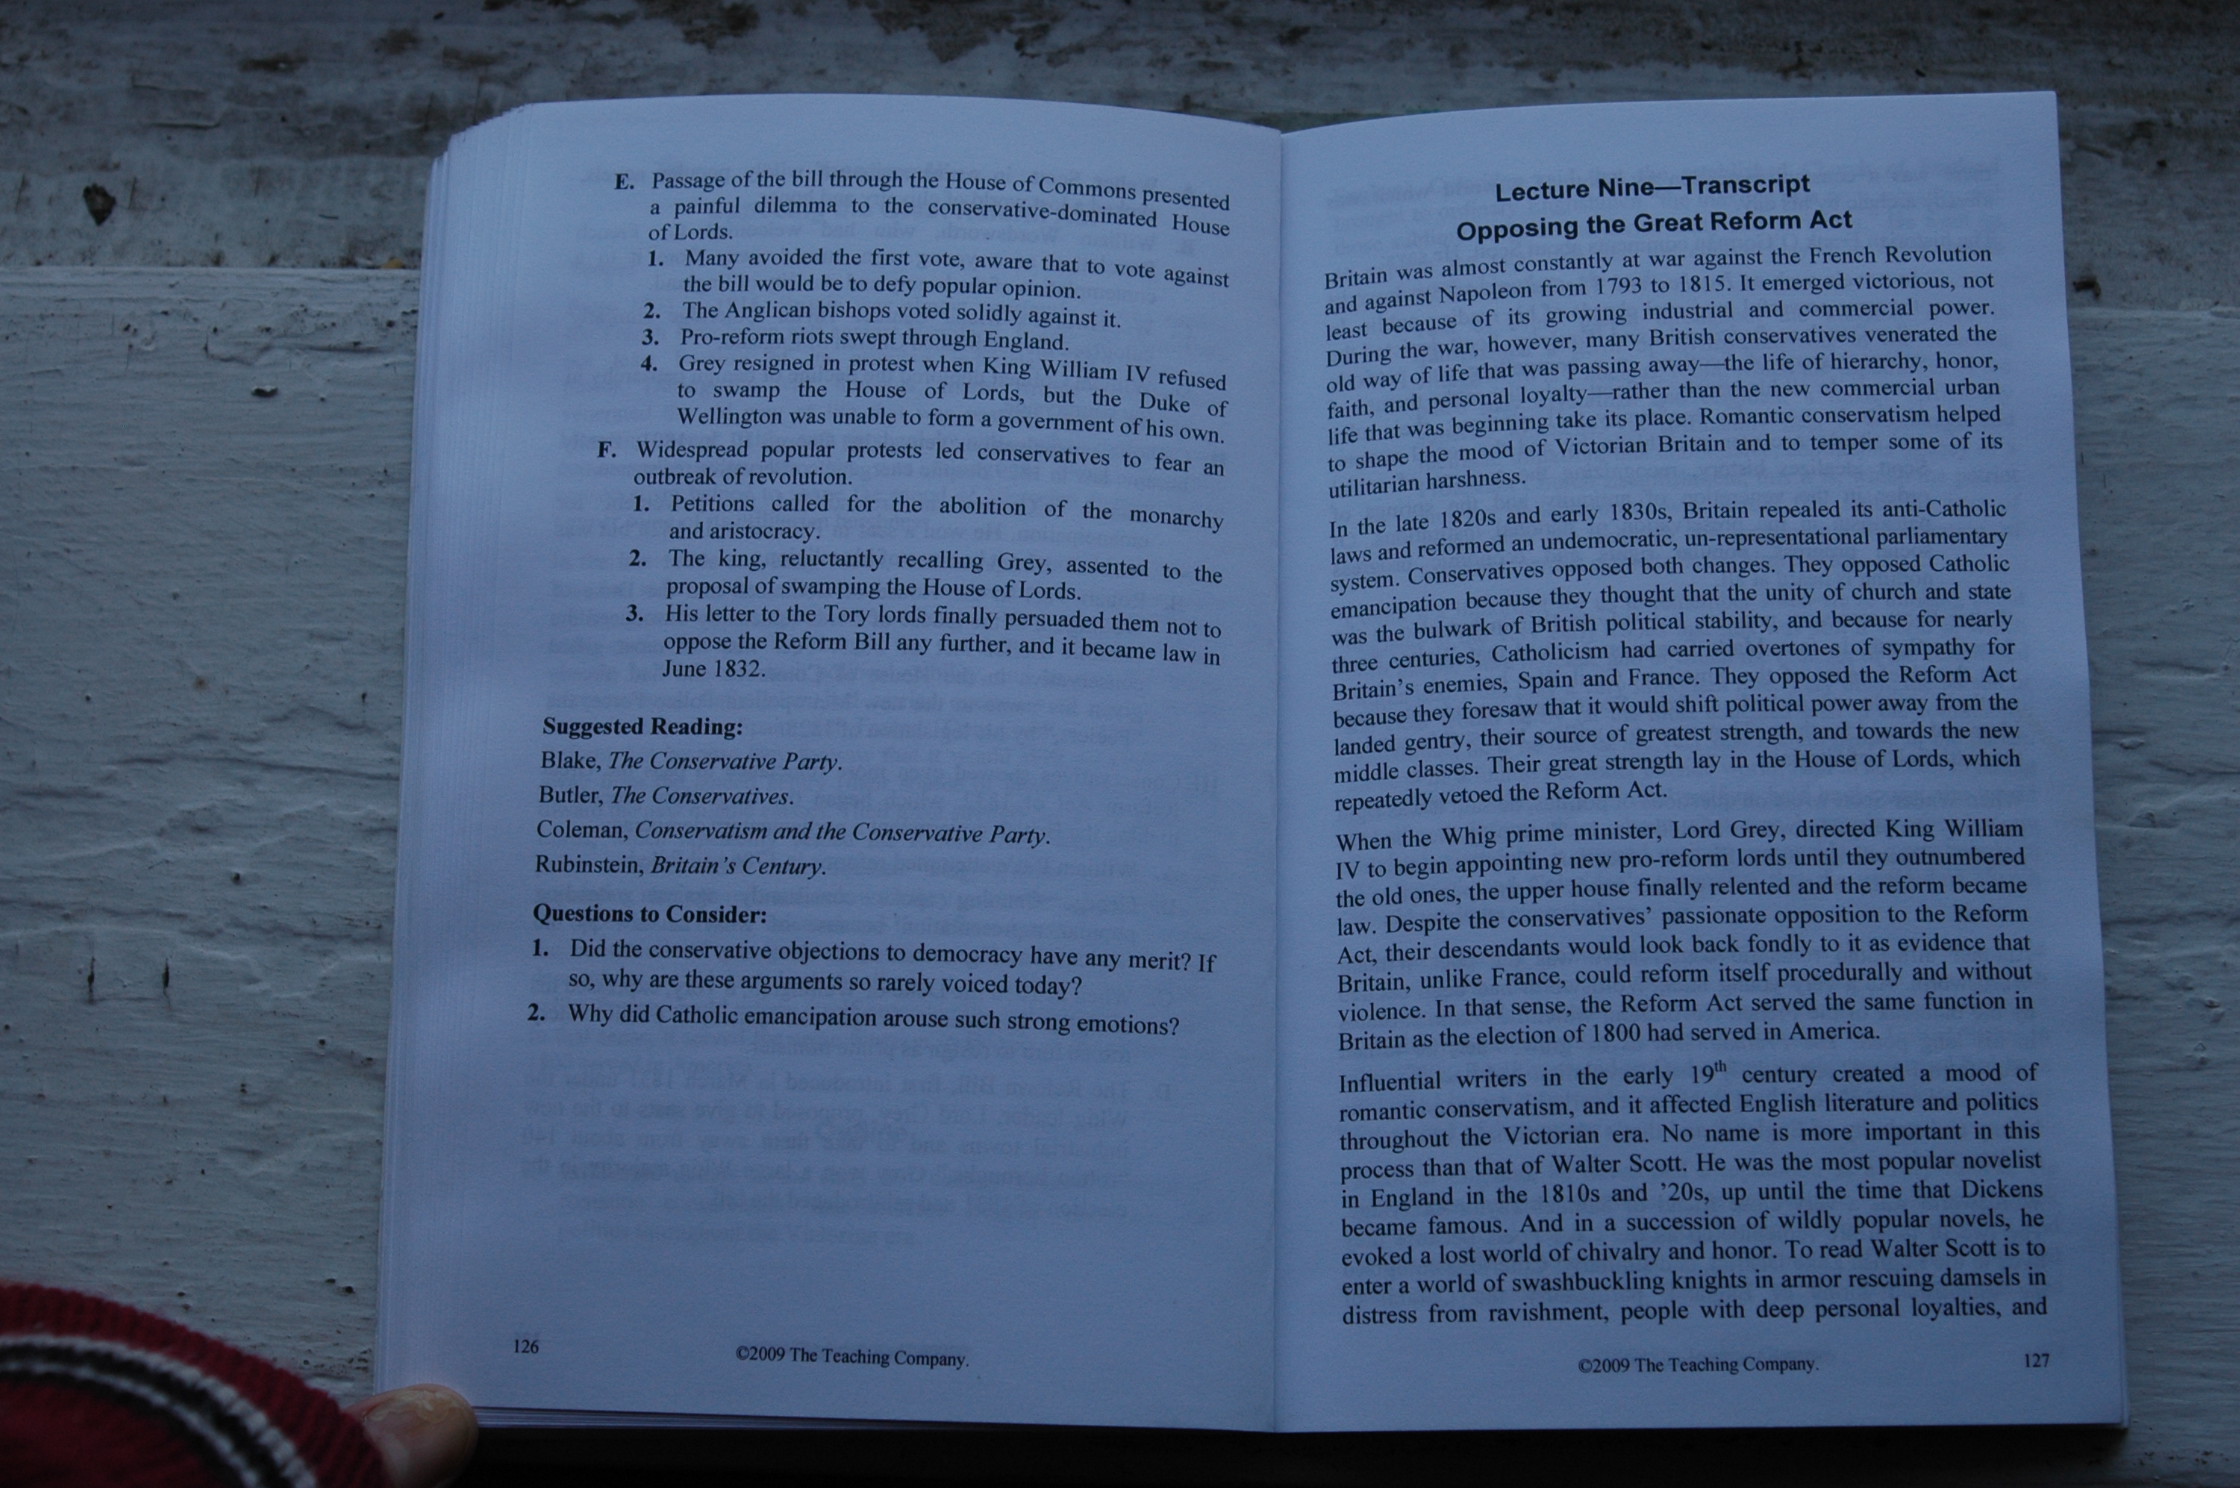 E. Passage of the bill through the House of Commons presented
a painful dilemma to the conservative-dominated House
of Lords.
1. Many avoided the first vote, aware that to vote against
the bill would be to defy popular opinion.
2. The Anglican bishops voted solidly against it.
3. Pro-reform riots swept through England.
4. Grey resigned in protest when King William IV refused
to swamp the House of Lords, but the Duke of
Wellington was unable to form a government of his own.
F. Widespread popular protests led conservatives to fear an
outbreak of revolution.
1. Petitions called for the abolition of the monarchy
and aristocracy.
2. The king, reluctantly recalling Grey, assented to the
proposal of swamping the House of Lords.
3. His letter to the Tory lords finally persuaded them not to
oppose the Reform Bill any further, and it became law in
June 1832.
Suggested Reading:
Blake, The Conservative Party.
Butler, The Conservatives.
Coleman, Conservatism and the Conservative Party.
Rubinstein, Britain's Century.
Questions to Consider:
1. Did the conservative objections to democracy have any merit? If
so, why are these arguments so rarely voiced today?
2. Why did Catholic emancipation arouse such strong emotions?
126
©2009 The Teaching Company.
Lecture Nine—Transcript
Opposing the Great Reform Act
Britain was almost constantly at war against the French Revolution
and against Napoleon from 1793 to 1815. It emerged victorious, not
least because of its growing industrial and commercial power.
During the war, however, many British conservatives venerated the
old way of life that was passing away—the life of hierarchy, honor,
faith, and personal loyalty—rather than the new commercial urban
life that was beginning take its place. Romantic conservatism helped
to shape the mood of Victorian Britain and to temper some of its
utilitarian harshness.
In the late 1820s and early 1830s, Britain repealed its anti-Catholic
laws and reformed an undemocratic, un-representational parliamentary
system. Conservatives opposed both changes. They opposed Catholic
emancipation because they thought that the unity of church and state
was the bulwark of British political stability, and because for nearly
three centuries, Catholicism had carried overtones of sympathy for
Britain's enemies, Spain and France. They opposed the Reform Act
because they foresaw that it would shift political power away from the
landed gentry, their source of greatest strength, and towards the new
middle classes. Their great strength lay in the House of Lords, which
repeatedly vetoed the Reform Act.
When the Whig prime minister, Lord Grey, directed King William
IV to begin appointing new pro-reform lords until they outnumbered
the old ones, the upper house finally relented and the reform became
law. Despite the conservatives' passionate opposition to the Reform
Act, their descendants would look back fondly to it as evidence that
Britain, unlike France, could reform itself procedurally and without
violence. In that sense, the Reform Act served the same function in
Britain as the election of 1800 had served in America.
Influential writers in the early 19th century created a mood of
romantic conservatism, and it affected English literature and politics
throughout the Victorian era. No name is more important in this
process than that of Walter Scott. He was the most popular novelist
in England in the 1810s and '20s, up until the time that Dickens
became famous. And in a succession of wildly popular novels, he
evoked a lost world of chivalry and honor. To read Walter Scott is to
enter a world of swashbuckling knights in armor rescuing damsels in
distress from ravishment, people with deep personal loyalties, and
©2009 The Teaching Company.
127